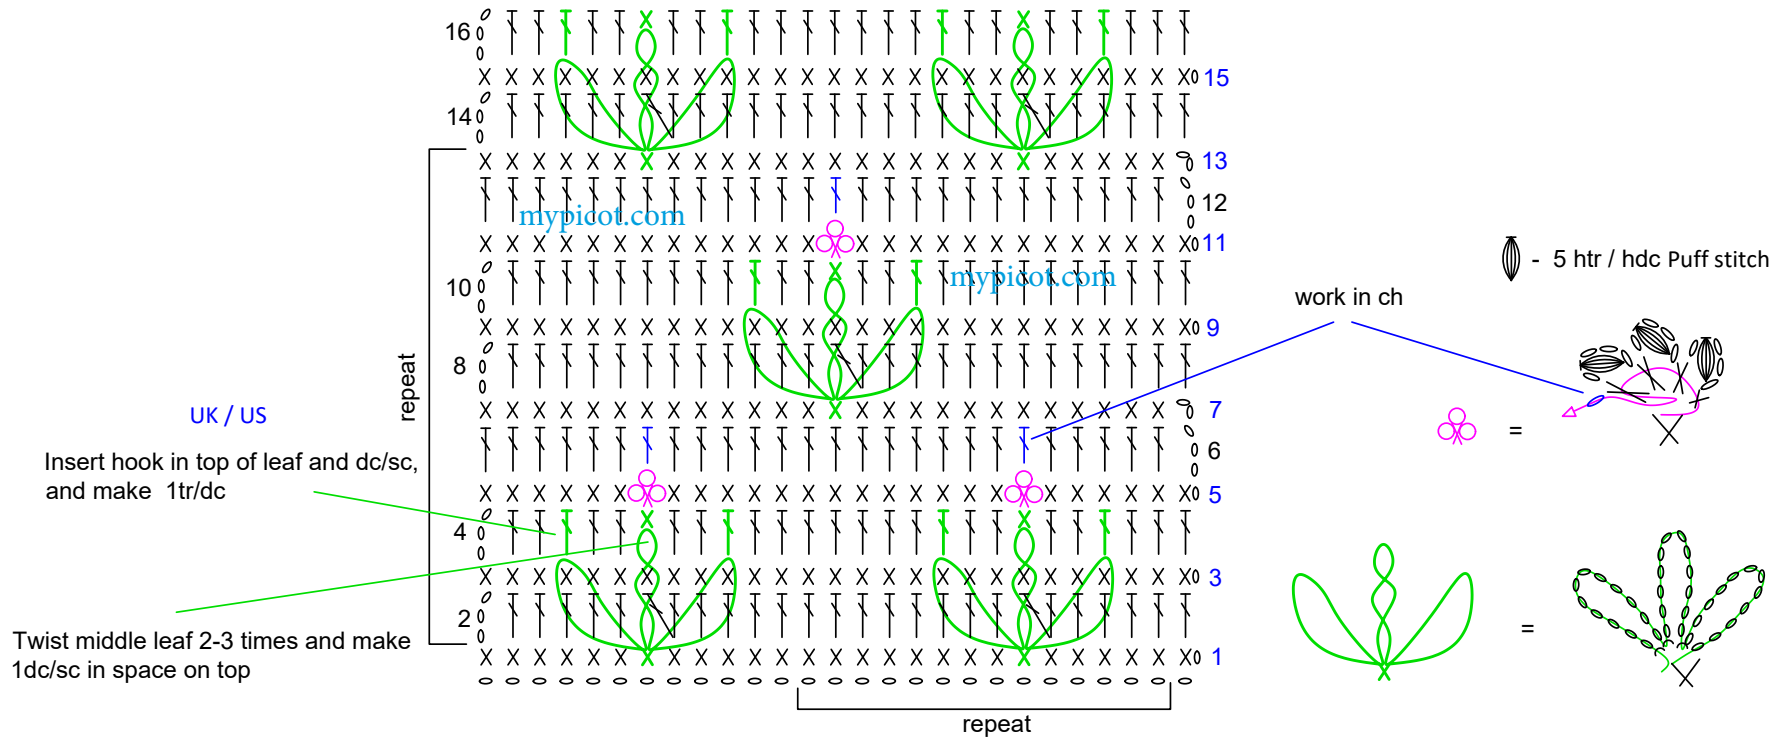 16
15
14
13
mypicot.com
12
11
mypicot.com
10
9
8
7
6
5
4
3
2
1
repeat
repeat
UK / US
Insert hook in top of leaf and dc/sc,
and make 1tr/dc
Twist middle leaf 2-3 times and make
1dc/sc in space on top
work in ch
- 5 htr / hdc Puff stitch
=
=